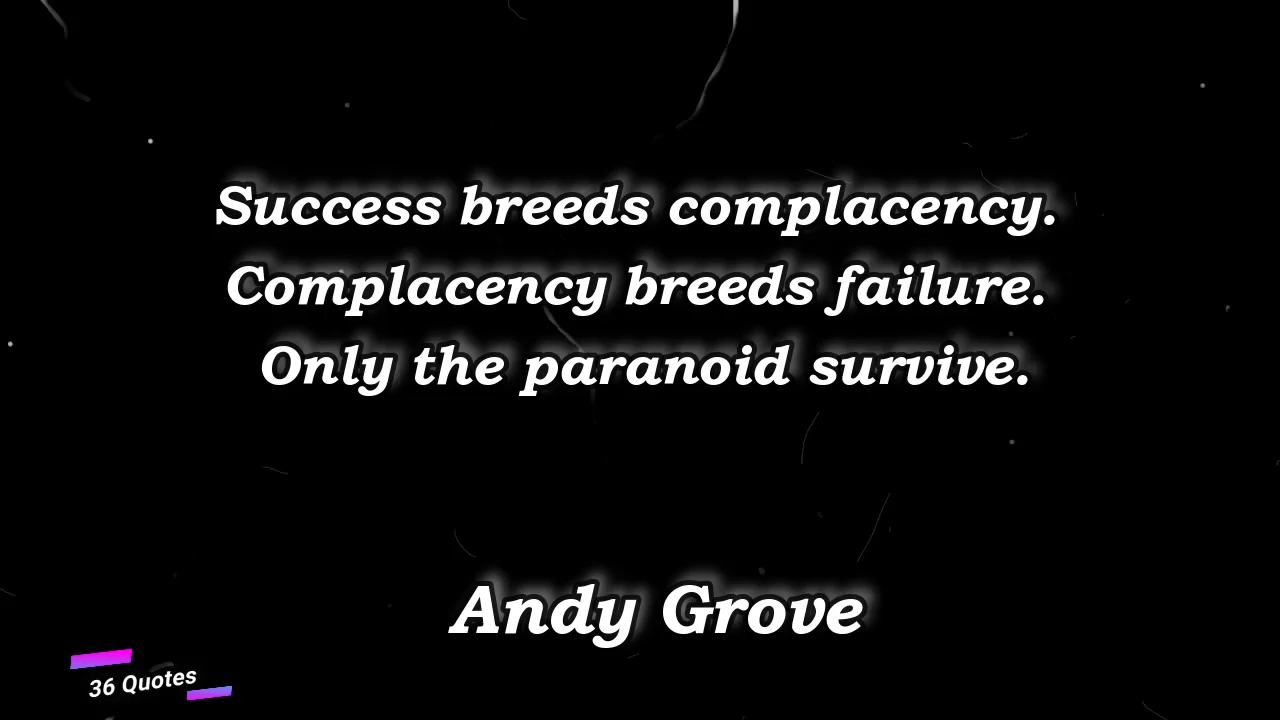 Success breeds complacency.
Complacency breeds failure.
Only the paranoid survive.
Andy Grove
36 Quotes